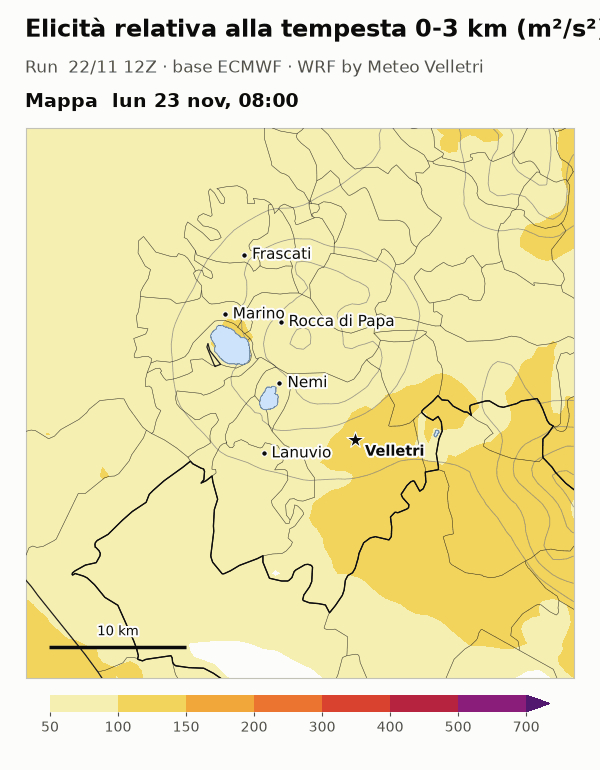 Elicità relativa alla tempesta 0-3 km (m²/s²)
Run 22/11 12Z · base ECMWF · WRF by Meteo Velletri
Mappa lun 23 nov, 08:00
Frascati
Marino
Rocca di Papa
Nemi
Velletri
Lanuvio
10 km
50 100 150 200 300 400 500 700